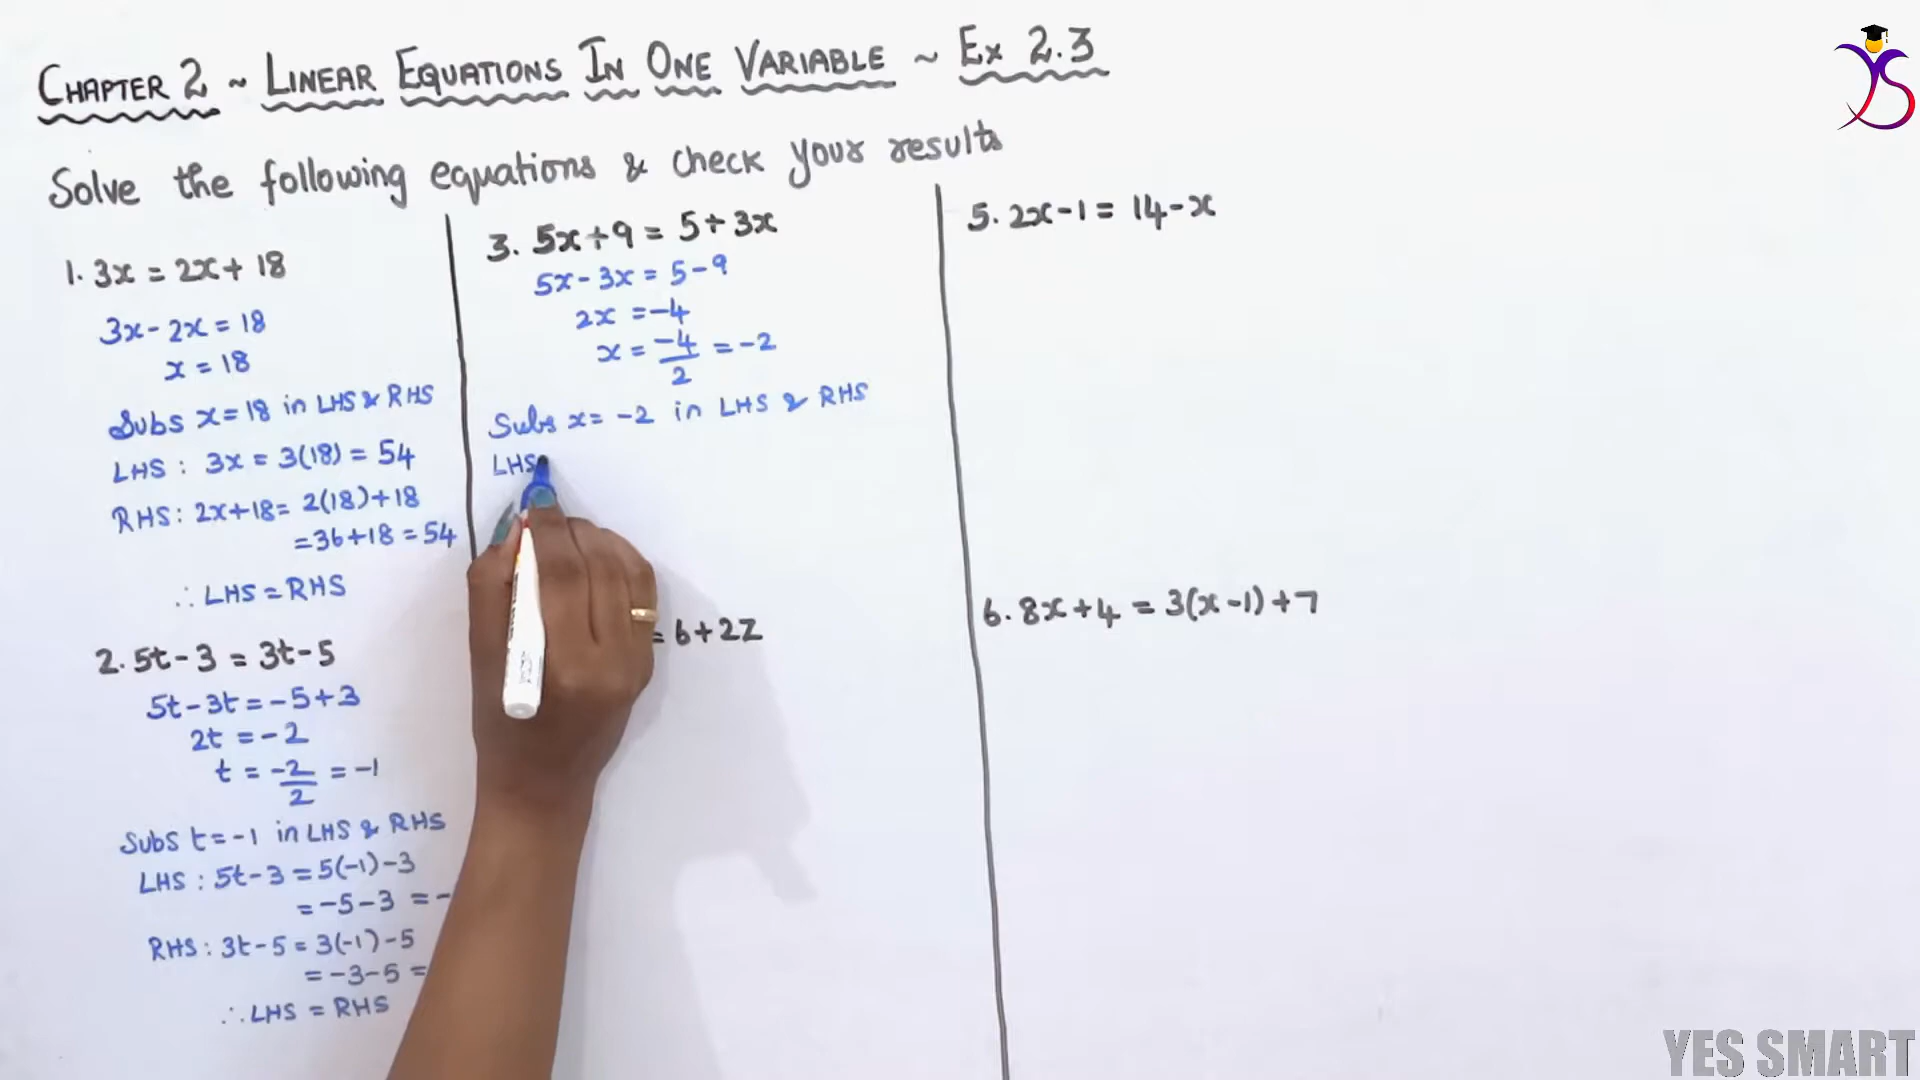 CHAPTER 2 ~ LINEAR EQUATIONS IN ONE VARIABLE ~ Ex 2.3
Solve the following equations & check your results
1. 3x = 2x + 18
3x - 2x = 18
x = 18
Subs x = 18 in LHS & RHS
LHS : 3x = 3(18) = 54
RHS : 2x+18 = 2(18)+18
= 36+18 = 54
∴ LHS = RHS
2. 5t - 3 = 3t - 5
5t - 3t = -5+3
2t = -2
t = -2/2 = -1
Subs t = -1 in LHS & RHS
LHS : 5t - 3 = 5(-1) - 3
= -5 - 3 = -
RHS : 3t - 5 = 3(-1) - 5
= -3 - 5 =
∴ LHS = RHS
3. 5x + 9 = 5 + 3x
5x - 3x = 5 - 9
2x = -4
x = -4/2 = -2
Subs x = -2 in LHS & RHS
LHS
= 6 + 2z
5. 2x - 1 = 14 - x
6. 8x + 4 = 3(x - 1) + 7
YS
YES SMART